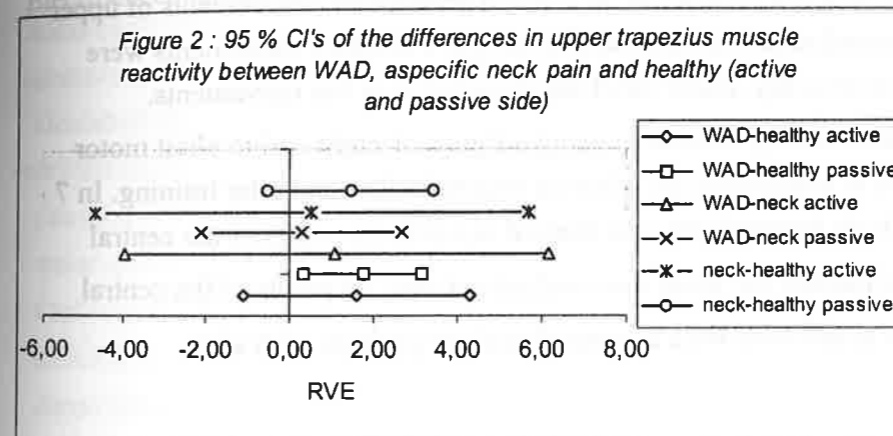 Figure 2 : 95 % CI's of the differences in upper trapezius muscle
reactivity between WAD, aspecific neck pain and healthy (active
and passive side)
WAD-healthy active
WAD-healthy passive
WAD-neck active
WAD-neck passive
neck-healthy active
neck-healthy passive
-6,00 -4,00 -2,00 0,00 2,00 4,00 6,00 8,00
RVE